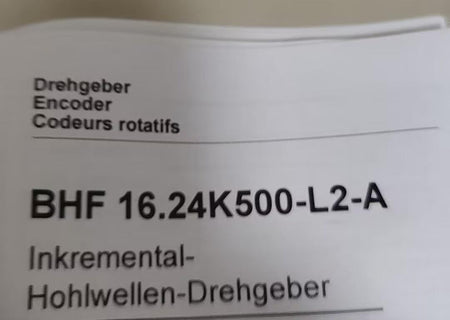 Drehgeber
Encoder
Codeurs rotatifs
BHF 16.24K500-L2-A
Inkremental-
Hohlwellen-Drehgeber